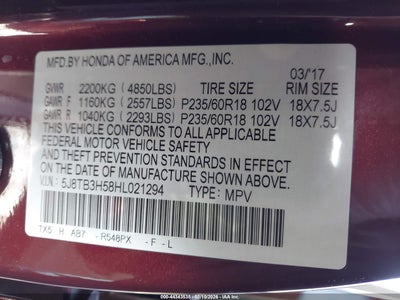 MFD.BY HONDA OF AMERICA MFG.,INC.
03/'17
GVWR 2200KG (4850LBS) TIRE SIZE RIM SIZE
GAWR F 1160KG (2557LBS) P235/60R18 102V 18X7.5J
GAWR R 1040KG (2293LBS) P235/60R18 102V 18X7.5J
THIS VEHICLE CONFORMS TO ALL APPLICABLE
FEDERAL MOTOR VEHICLE SAFETY
AND THEFT PREVENTION STANDARDS IN EFFECT
ON THE DATE OF MANUFACTURE SHOWN ABOVE.
V.I.N: 5J8TB3H58HL021294 TYPE: MPV
TX5 H AB7 -R548PX -F-L